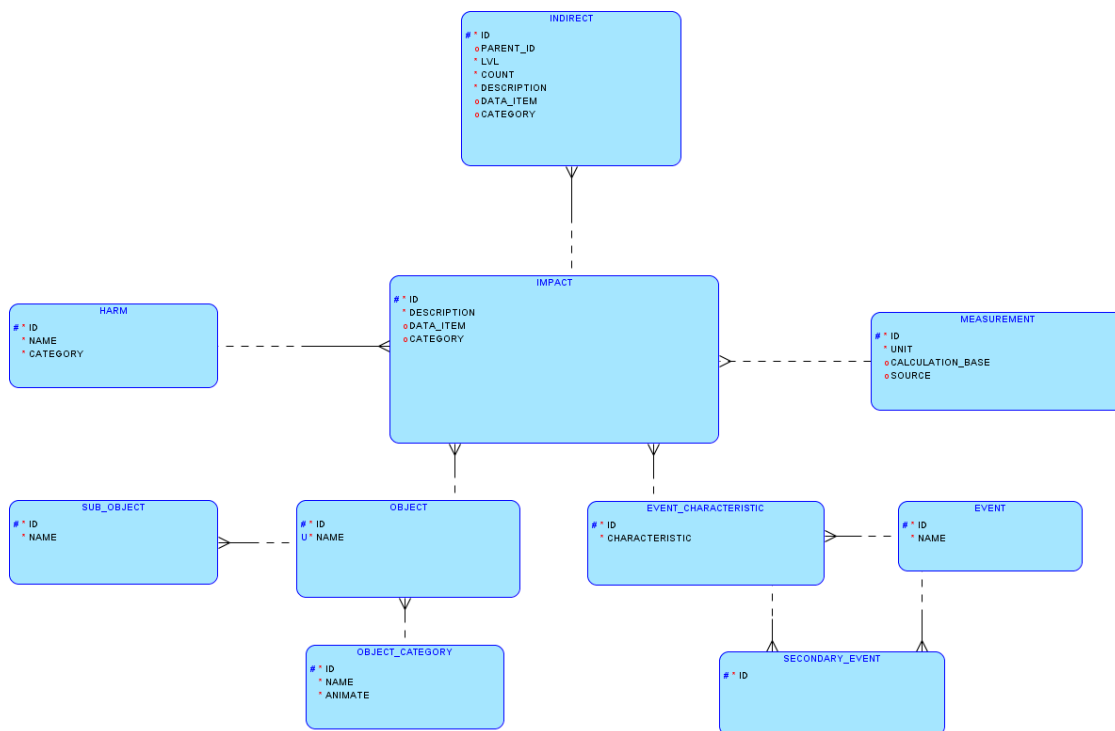 INDIRECT
# * ID
o PARENT_ID
* LVL
* COUNT
* DESCRIPTION
o DATA_ITEM
o CATEGORY
IMPACT
# * ID
* DESCRIPTION
o DATA_ITEM
o CATEGORY
HARM
# * ID
* NAME
* CATEGORY
MEASUREMENT
# * ID
* UNIT
o CALCULATION_BASE
o SOURCE
SUB_OBJECT
# * ID
* NAME
OBJECT
# * ID
U * NAME
EVENT_CHARACTERISTIC
# * ID
* CHARACTERISTIC
EVENT
# * ID
* NAME
OBJECT_CATEGORY
# * ID
* NAME
* ANIMATE
SECONDARY_EVENT
# * ID